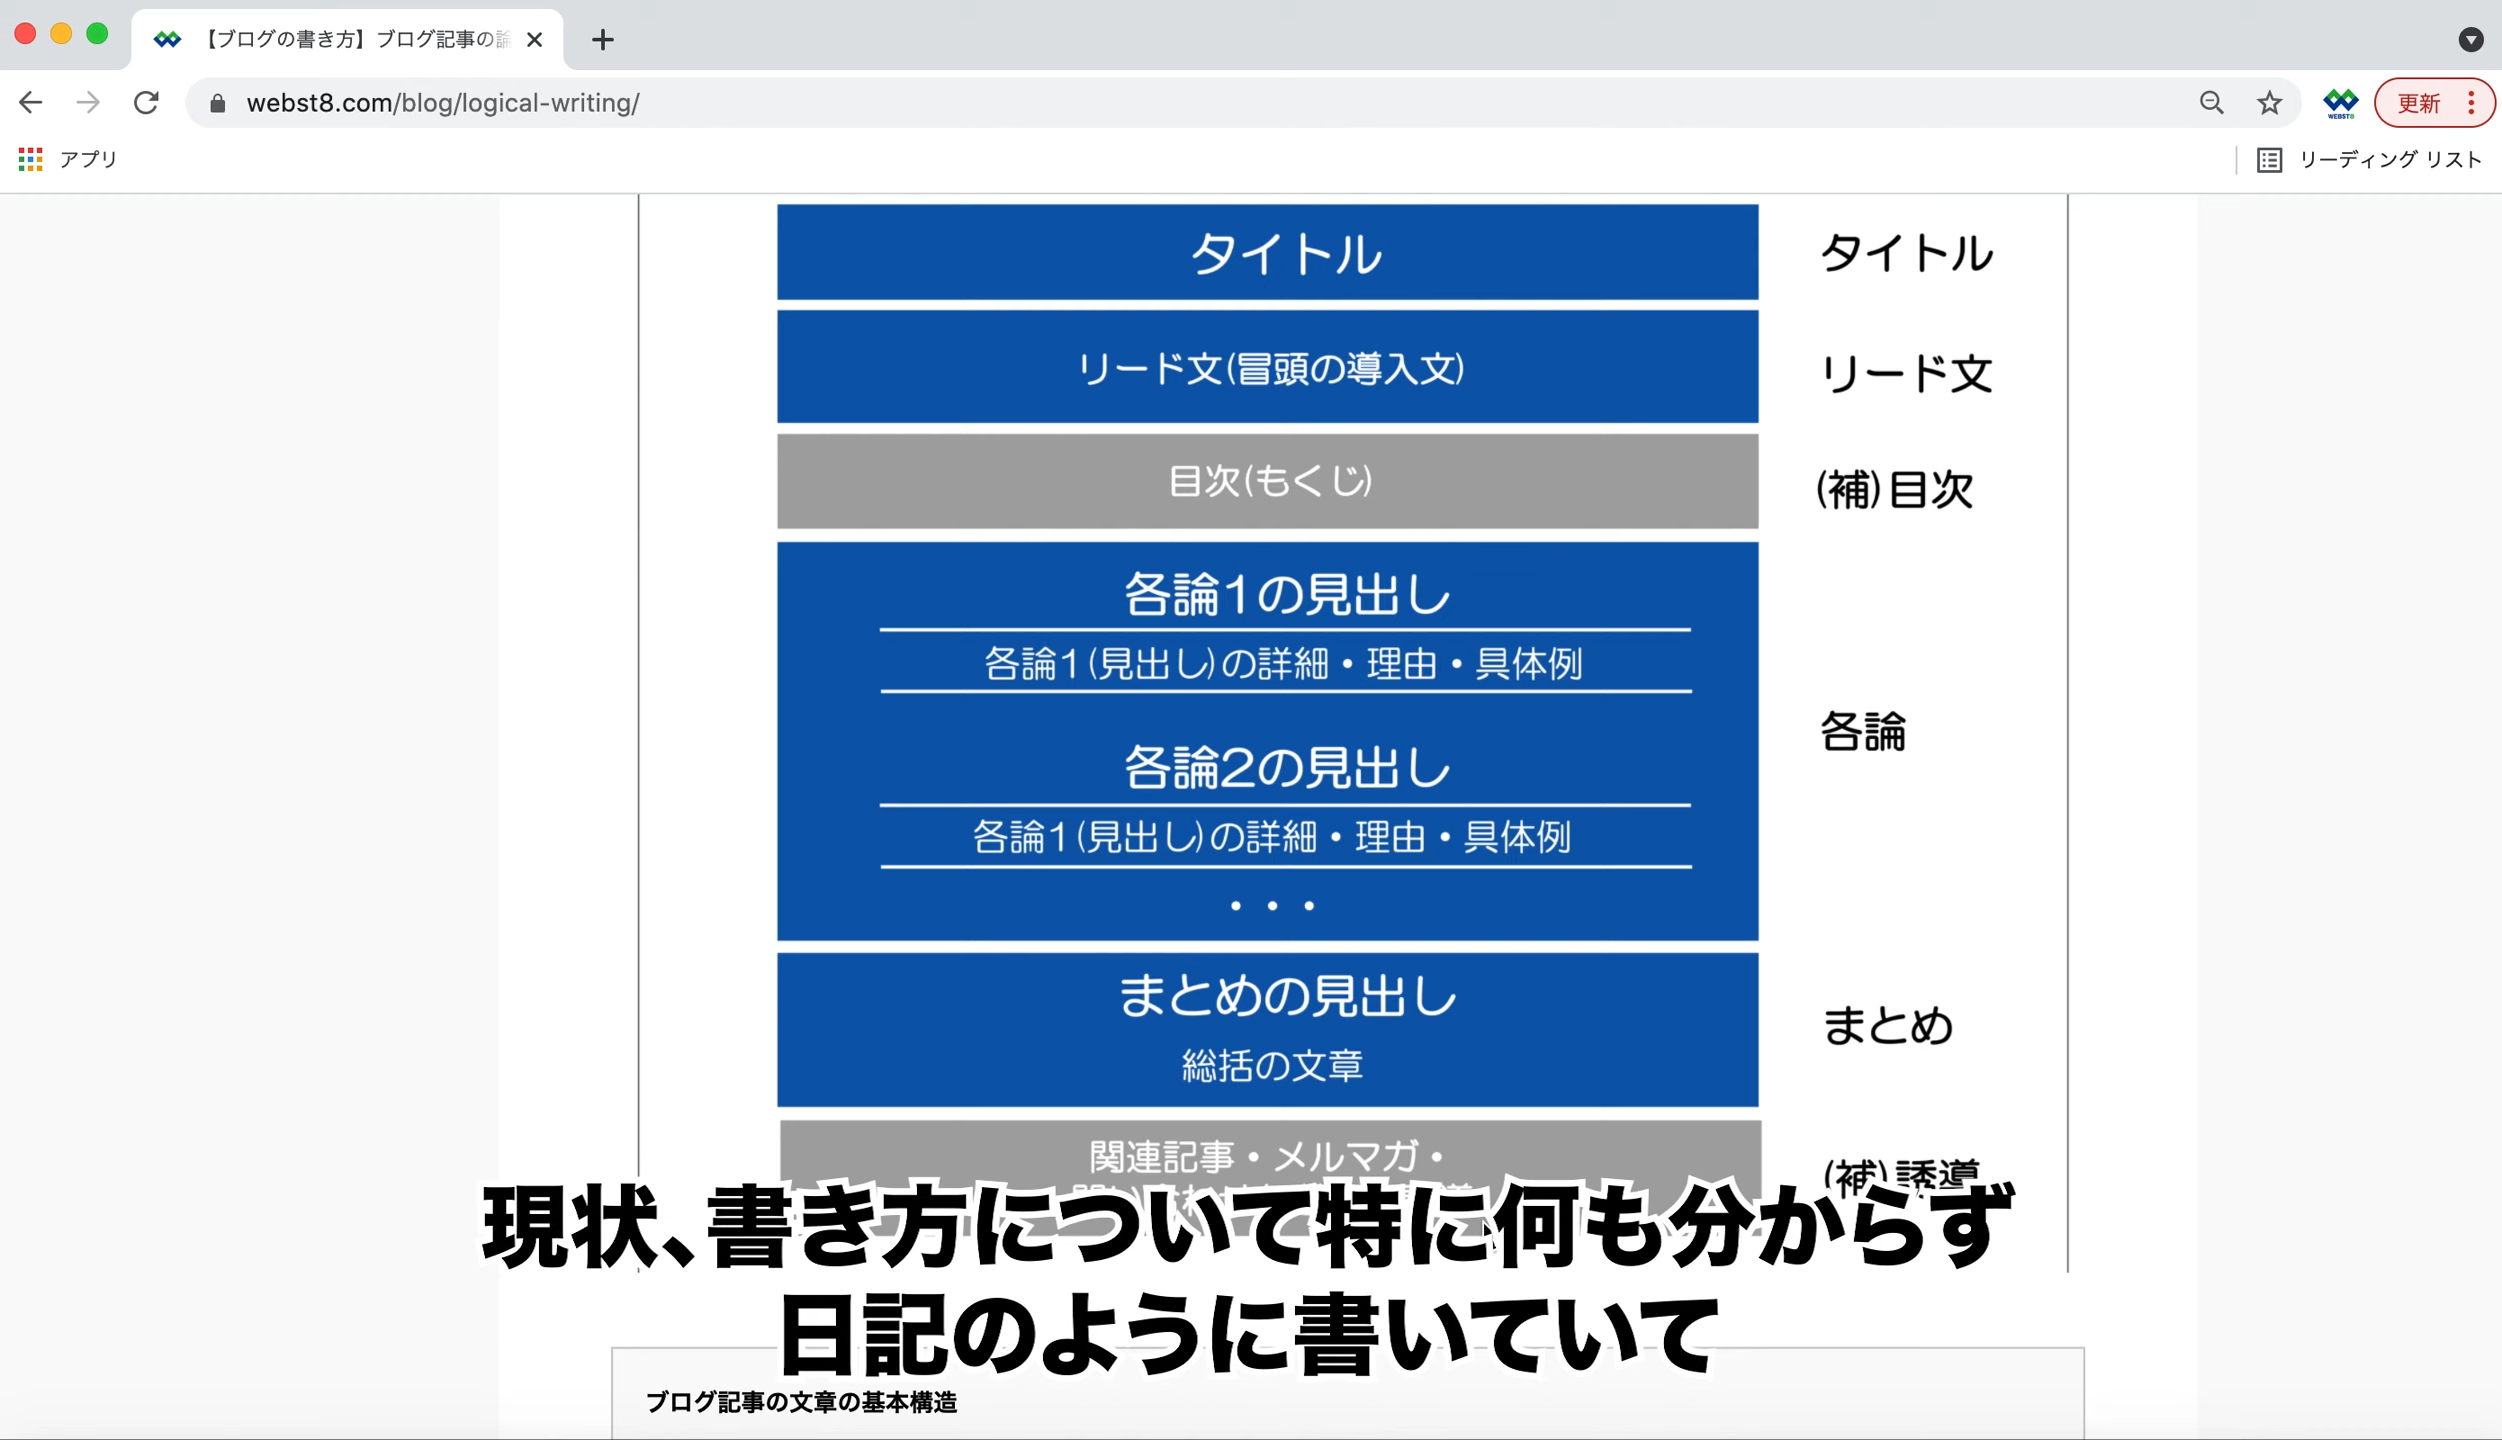 【ブログの書き方】ブログ記事の論
webst8.com/blog/logical-writing/
WEBST8
更新
アプリ
リーディング リスト
タイトル
タイトル
リード文(冒頭の導入文)
リード文
目次(もくじ)
(補)目次
各論1の見出し
各論1(見出し)の詳細・理由・具体例
各論
各論2の見出し
各論1(見出し)の詳細・理由・具体例
・・・
まとめの見出し
総括の文章
まとめ
関連記事・メルマガ・
(補)誘導
現状、書き方について特に何も分からず
日記のように書いていて
ブログ記事の文章の基本構造